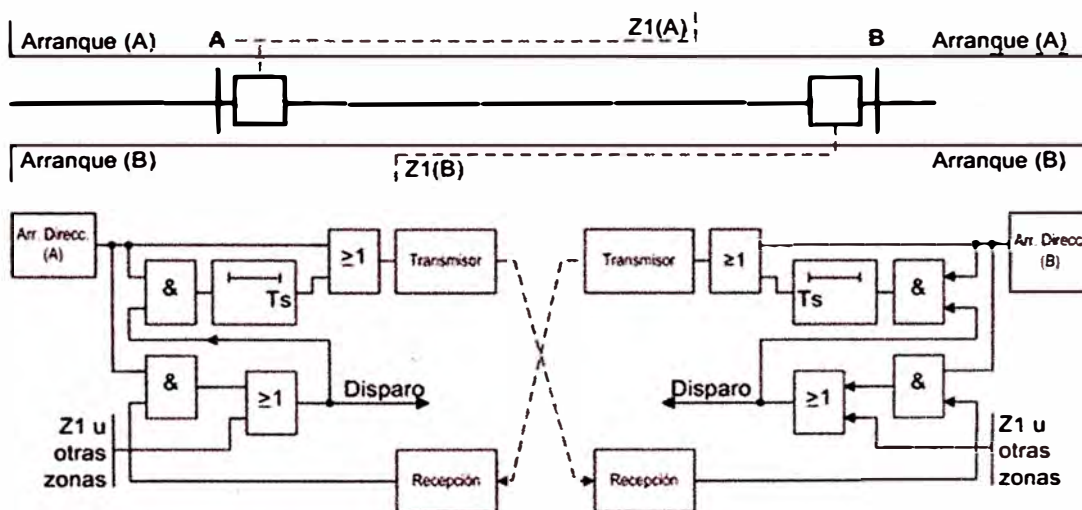 Arranque (A) A Z1(A) B Arranque (A)
Arranque (B) Z1(B) Arranque (B)
Arr. Direcc.
(A)
&
Ts
≥1
Transmisor
Transmisor
≥1
Ts
&
Arr. Direcc.
(B)
&
≥1
Disparo
Disparo
≥1
&
Z1 u
otras
zonas
Recepción
Recepción
Z1 u
otras
zonas